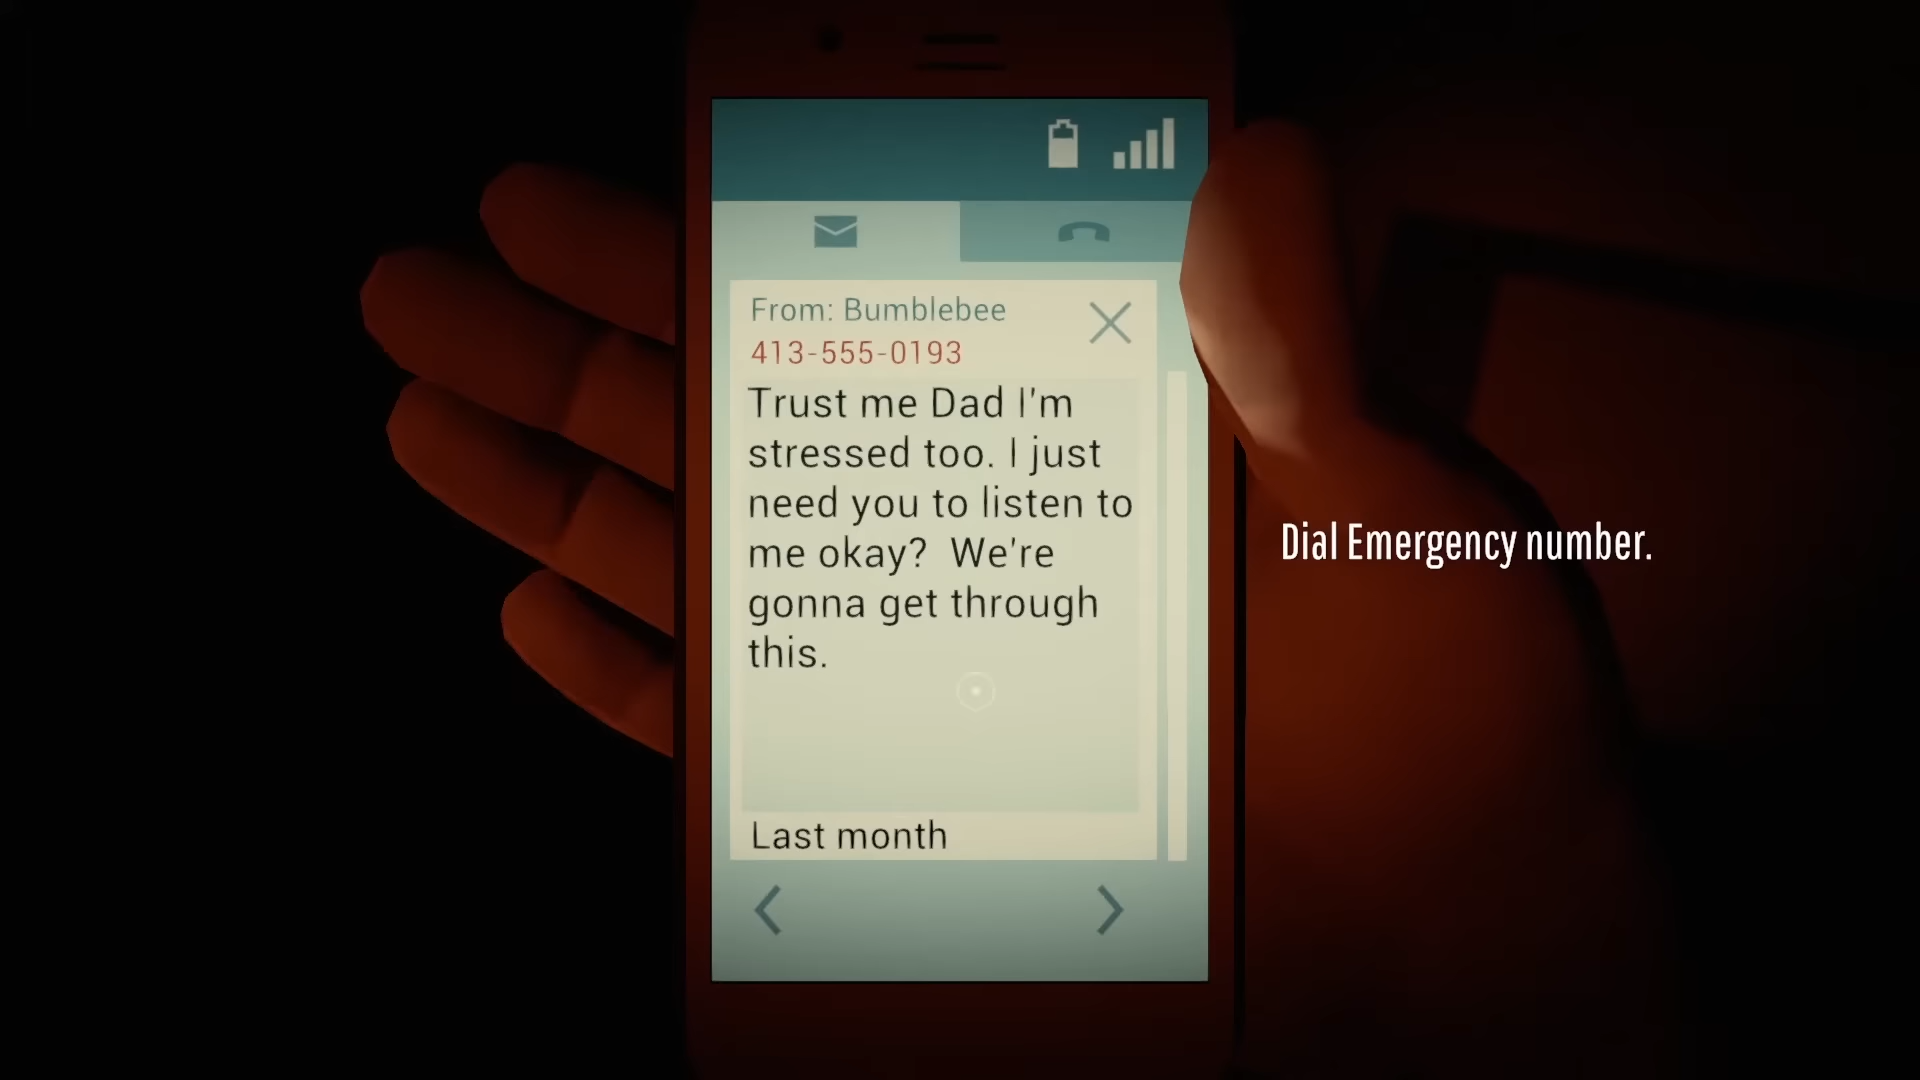 From: Bumblebee
413-555-0193
Trust me Dad I'm
stressed too. I just
need you to listen to
me okay?  We're
gonna get through
this.
Last month
Dial Emergency number.